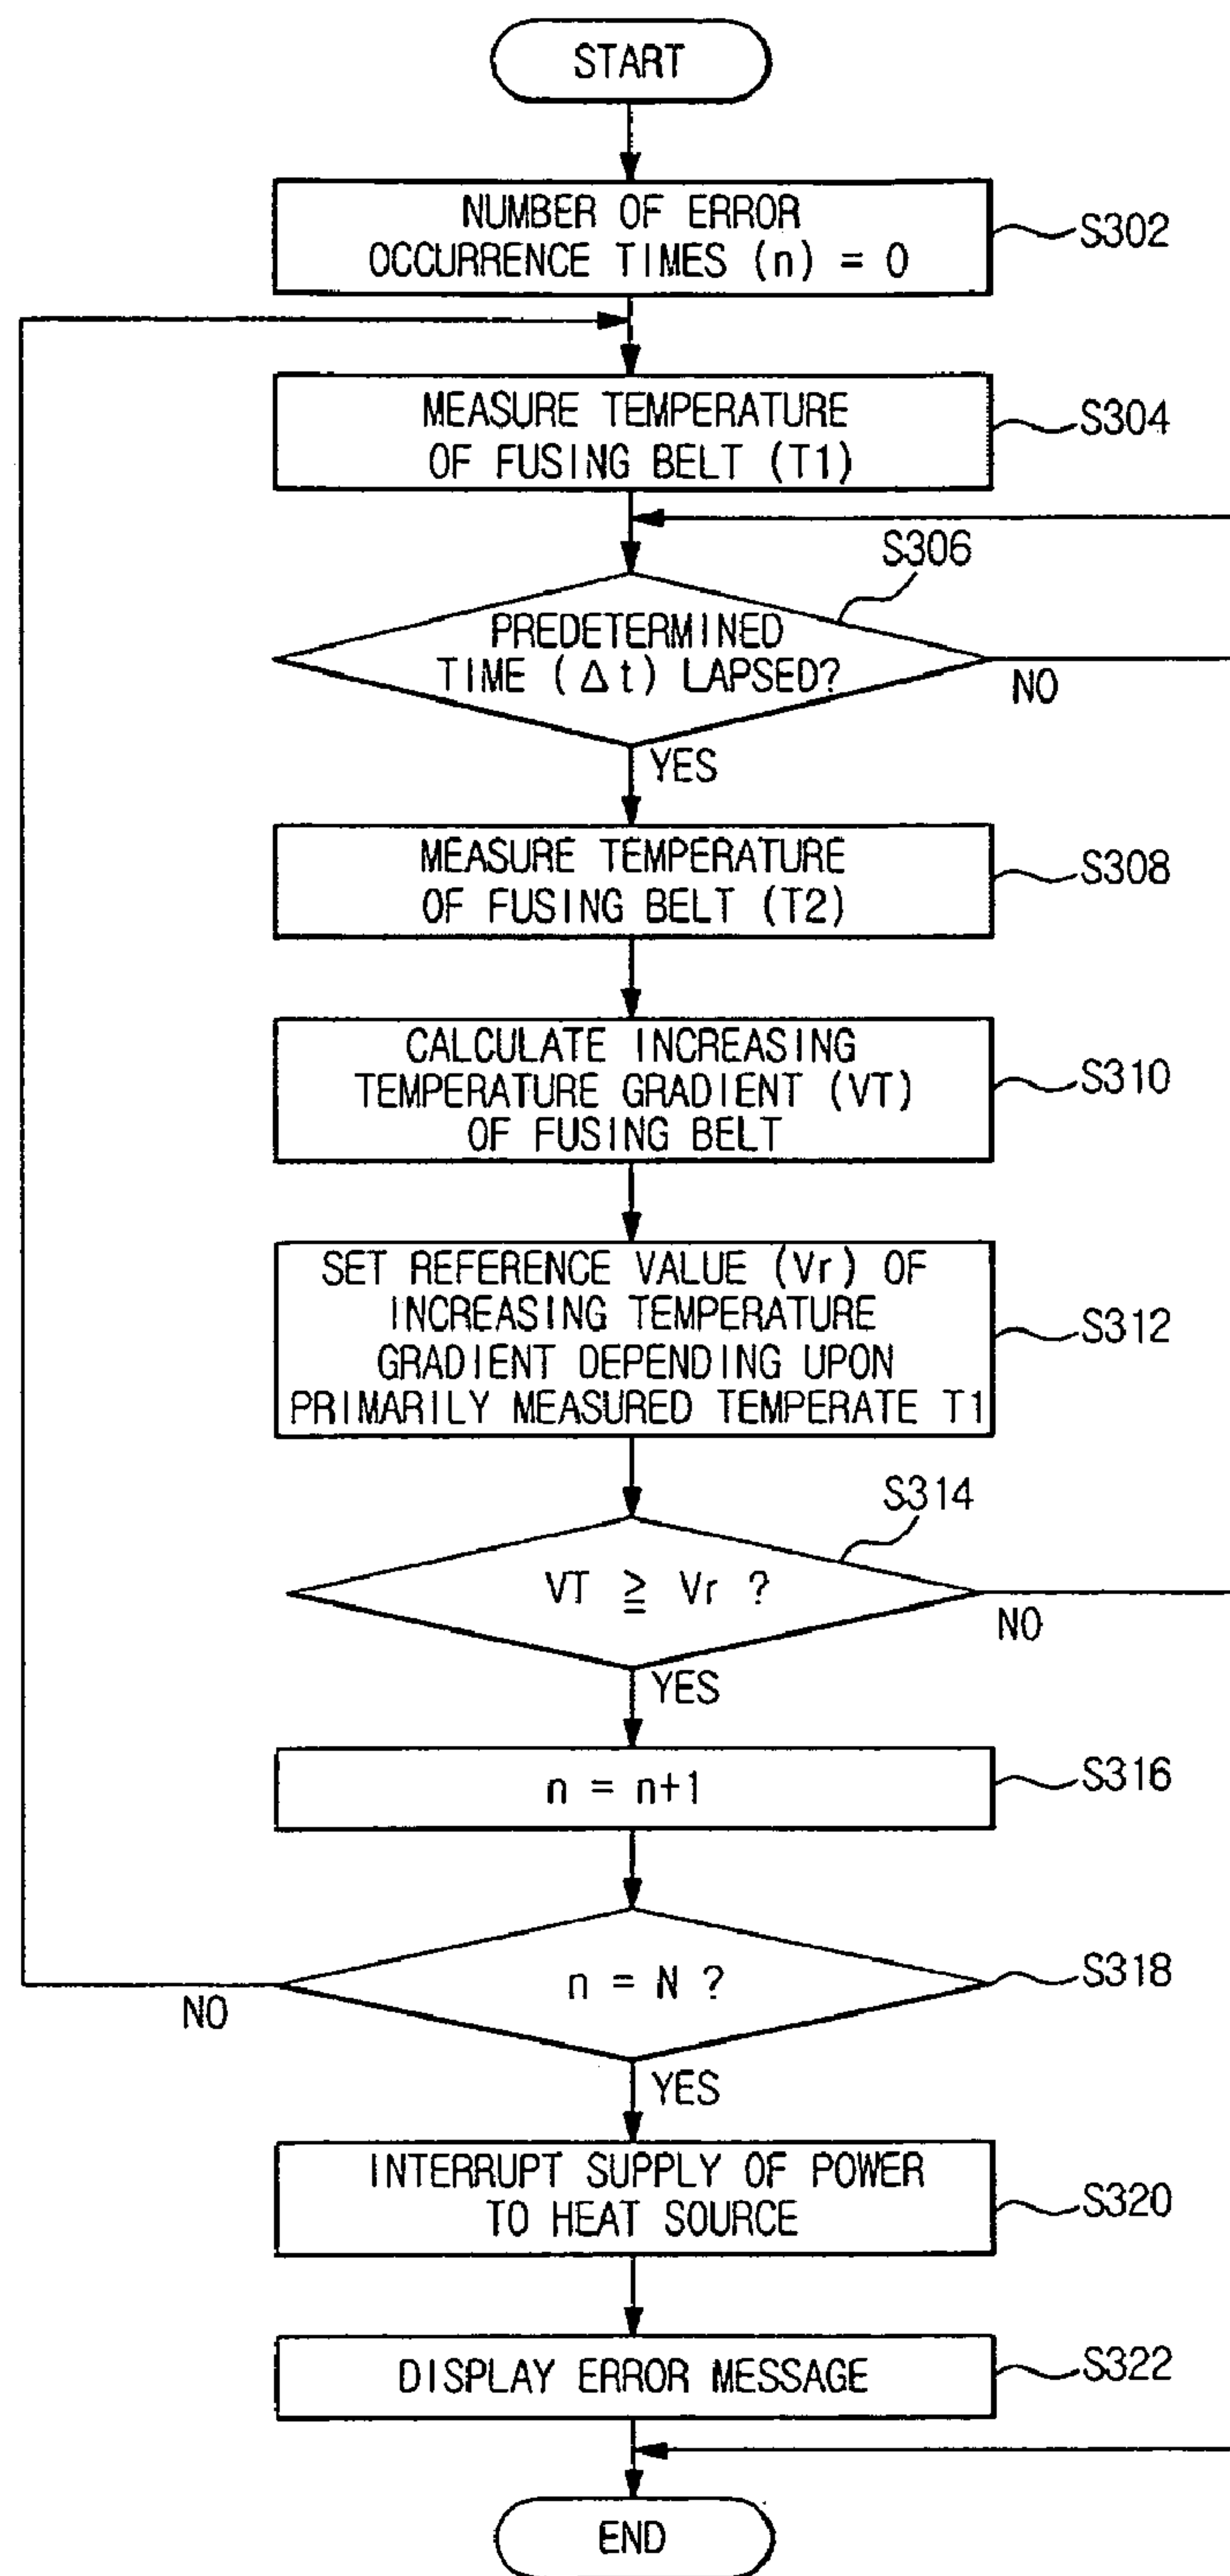 START
NUMBER OF ERROR
OCCURRENCE TIMES (n) = 0
S302
MEASURE TEMPERATURE
OF FUSING BELT (T1)
S304
S306
PREDETERMINED
TIME (Δt) LAPSED?
NO
YES
MEASURE TEMPERATURE
OF FUSING BELT (T2)
S308
CALCULATE INCREASING
TEMPERATURE GRADIENT (VT)
OF FUSING BELT
S310
SET REFERENCE VALUE (Vr) OF
INCREASING TEMPERATURE
GRADIENT DEPENDING UPON
PRIMARILY MEASURED TEMPERATE T1
S312
S314
VT ≧ Vr ?
NO
YES
n = n+1
S316
n = N ?
S318
NO
YES
INTERRUPT SUPPLY OF POWER
TO HEAT SOURCE
S320
DISPLAY ERROR MESSAGE
S322
END